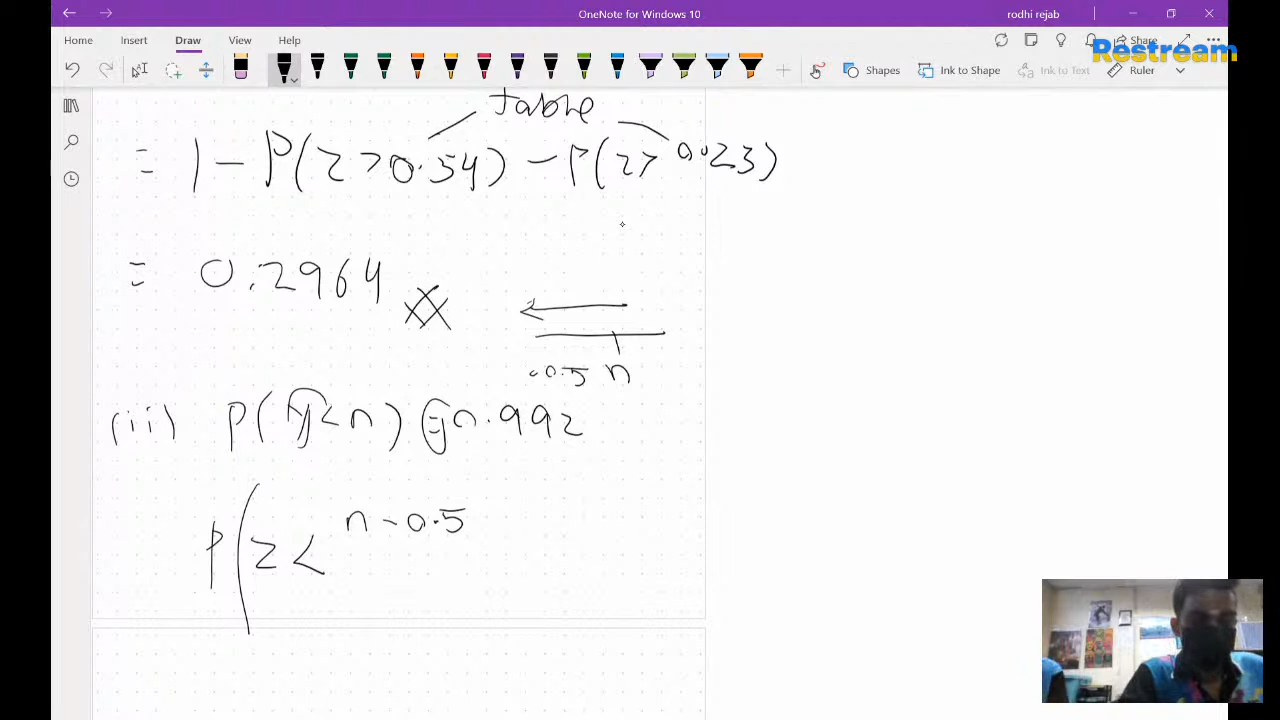 OneNote for Windows 10
rodhi rejab
Home Insert Draw View Help
Share
Restream
Shapes Ink to Shape Ink to Text Ruler
table
= 1 - P(Z > 0.54) - P(Z > 0.23)
= 0.2964
-0.5 n
(iii) P(y < n) = 0.992
P(Z < n - 0.5